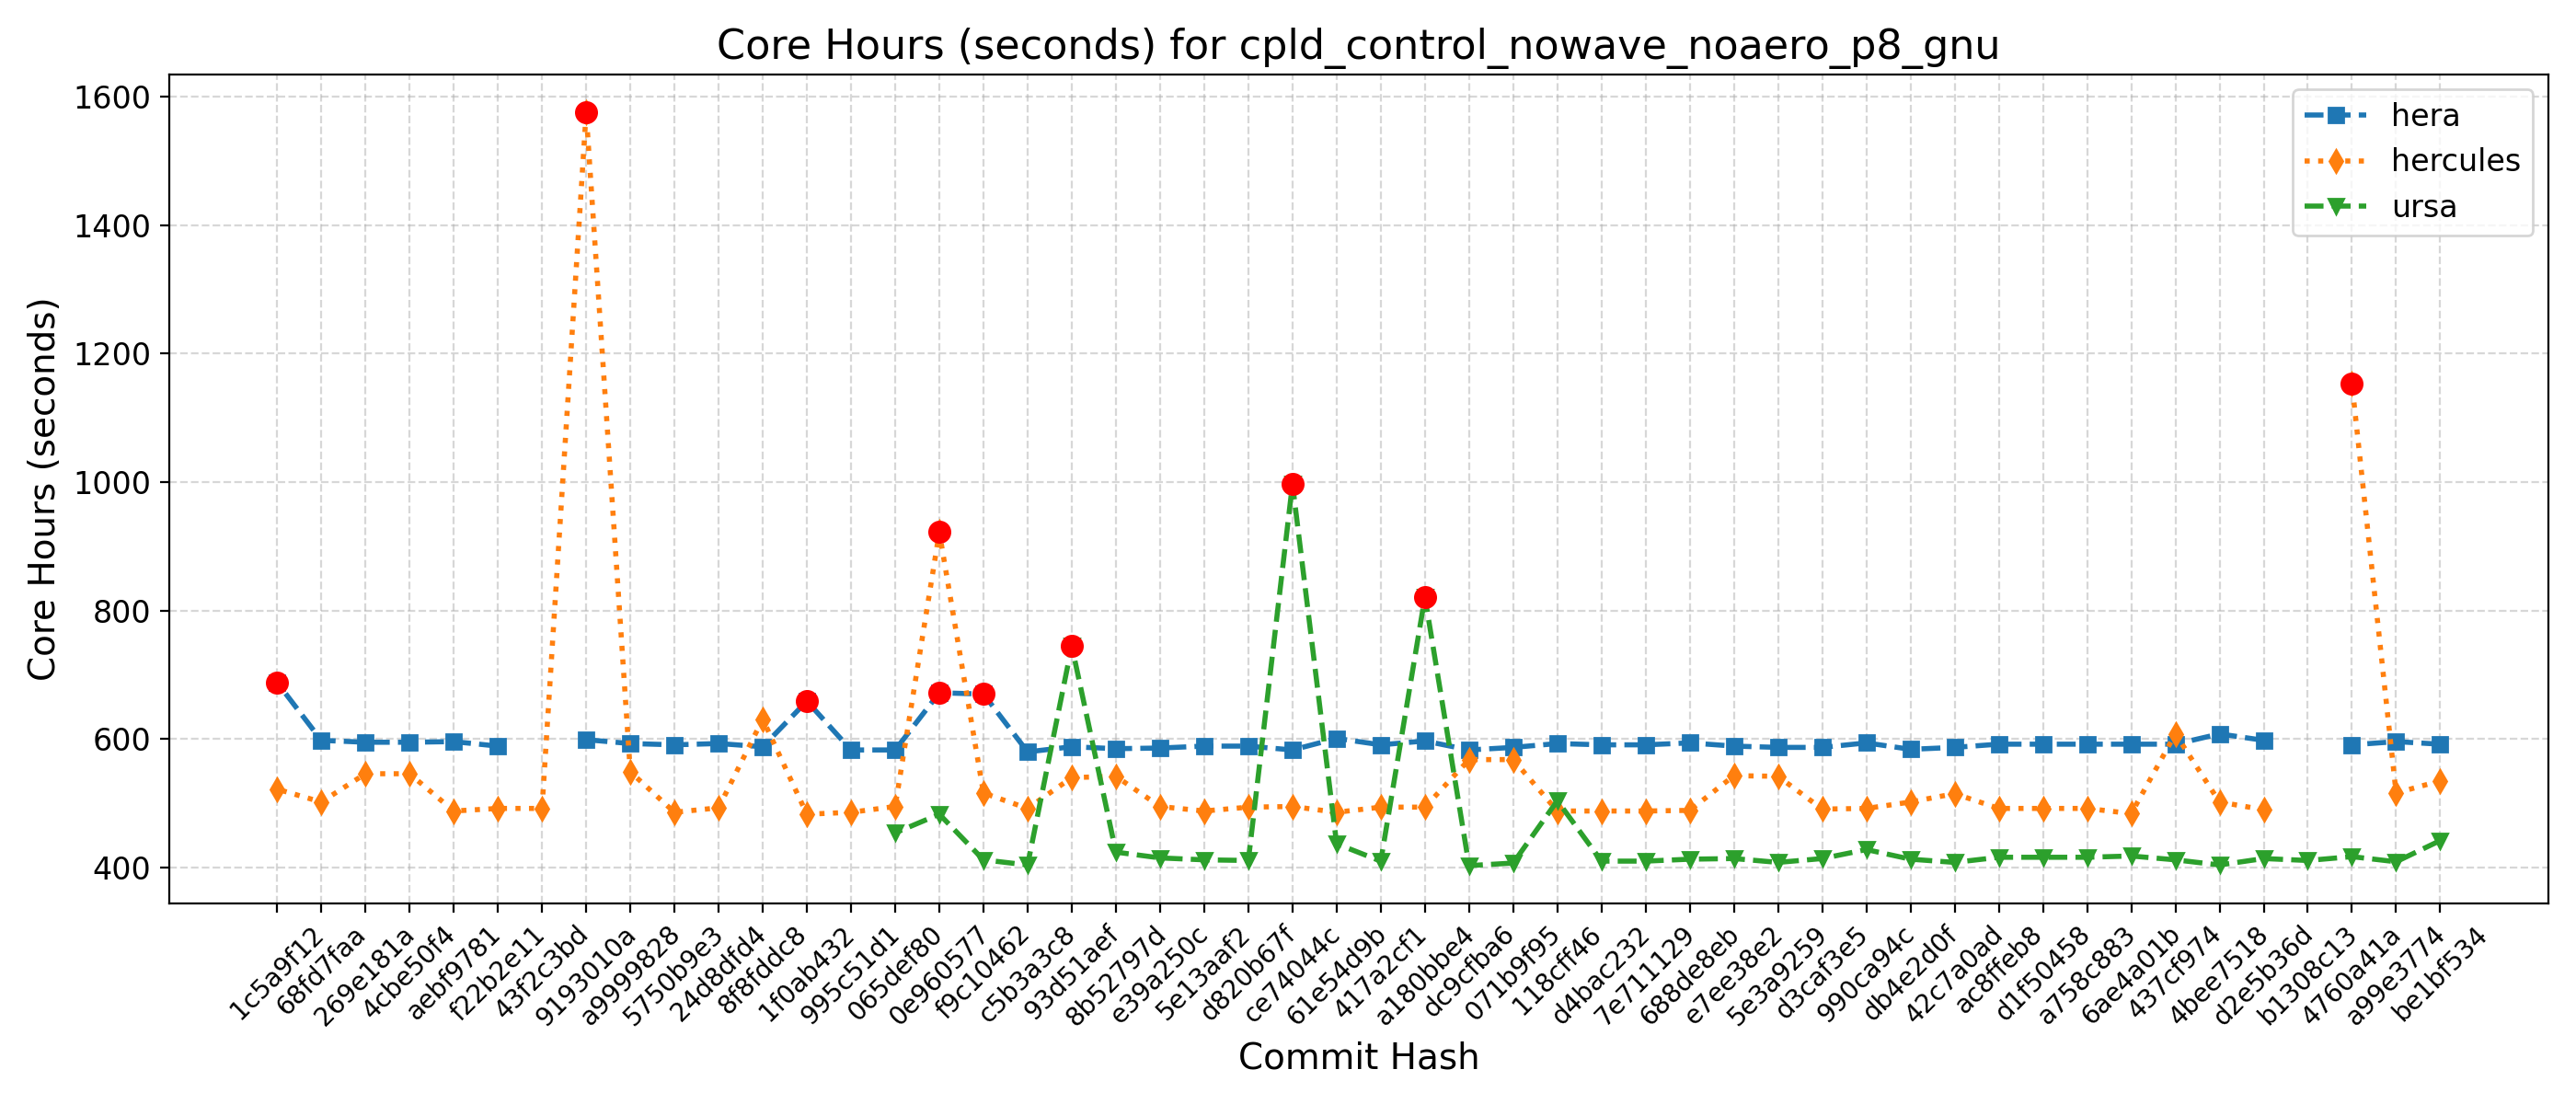 Core Hours (seconds) for cpld_control_nowave_noaero_p8_gnu
hera
hercules
ursa
Core Hours (seconds)
1600
1400
1200
1000
800
600
400
1c5a9f12
68fd7faa
269e181a
4cbe50f4
aebf9781
f22b2e11
43f2c3bd
9193010a
a9999828
5750b9e3
24d8dfd4
8f8fddc8
1f0ab432
995c51d1
065def80
0e960577
f9c10462
c5b3a3c8
93d51aef
8b52797d
e39a250c
5e13aaf2
d820b67f
ce74044c
61e54d9b
417a2cf1
a180bbe4
dc9cfba6
071b9f95
118cff46
d4bac232
7e711129
688de8eb
e7ee38e2
5e3a9259
d3caf3e5
990ca94c
db4e2d0f
42c7a0ad
ac8ffeb8
d1f50458
a758c883
6ae4a01b
437cf974
4bee7518
d2e5b36d
b1308c13
4760a41a
a99e3774
be1bf534
Commit Hash